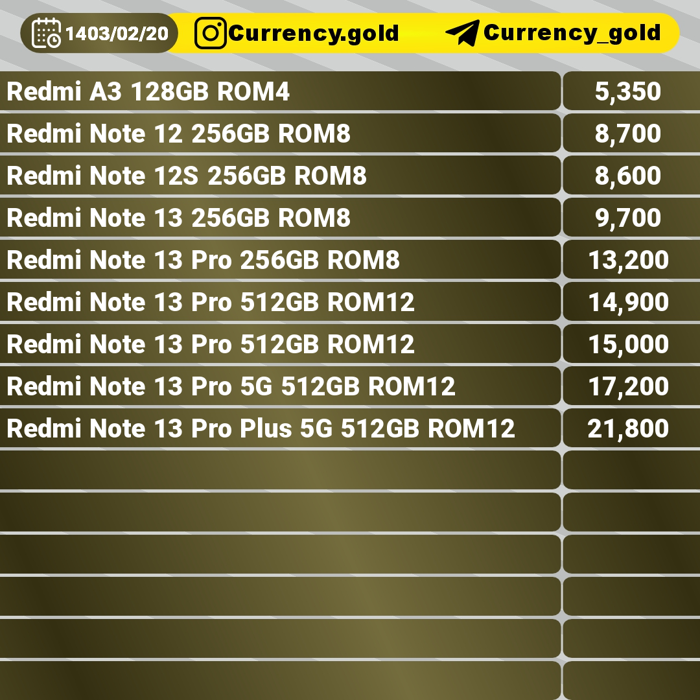 1403/02/20 Currency.gold Currency_gold
Redmi A3 128GB ROM4 5,350
Redmi Note 12 256GB ROM8 8,700
Redmi Note 12S 256GB ROM8 8,600
Redmi Note 13 256GB ROM8 9,700
Redmi Note 13 Pro 256GB ROM8 13,200
Redmi Note 13 Pro 512GB ROM12 14,900
Redmi Note 13 Pro 512GB ROM12 15,000
Redmi Note 13 Pro 5G 512GB ROM12 17,200
Redmi Note 13 Pro Plus 5G 512GB ROM12 21,800